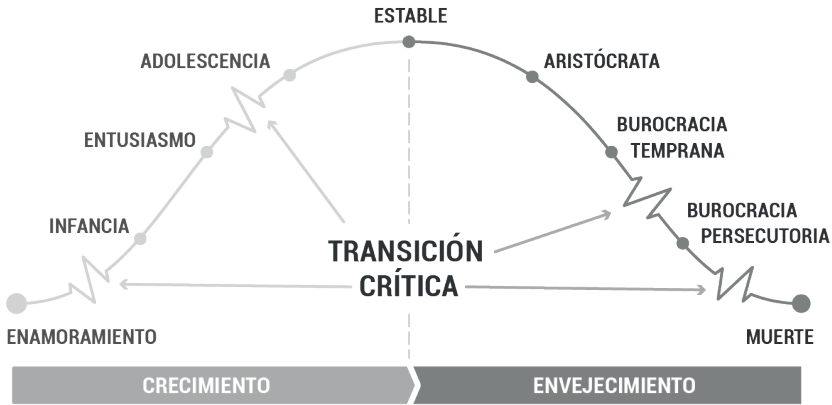 ESTABLE
ADOLESCENCIA
ARISTÓCRATA
ENTUSIASMO
BUROCRACIA
TEMPRANA
INFANCIA
BUROCRACIA
PERSECUTORIA
TRANSICIÓN
CRÍTICA
ENAMORAMIENTO
MUERTE
CRECIMIENTO
ENVEJECIMIENTO